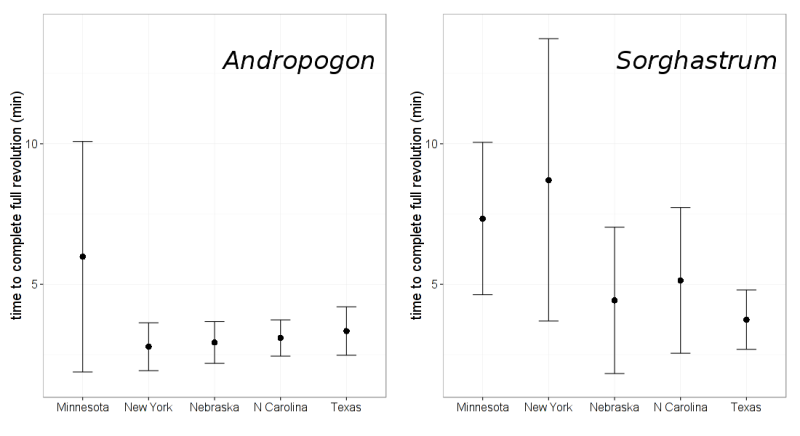 Andropogon
time to complete full revolution (min)
10
5
Minnesota New York Nebraska N Carolina Texas
Sorghastrum
time to complete full revolution (min)
10
5
Minnesota New York Nebraska N Carolina Texas